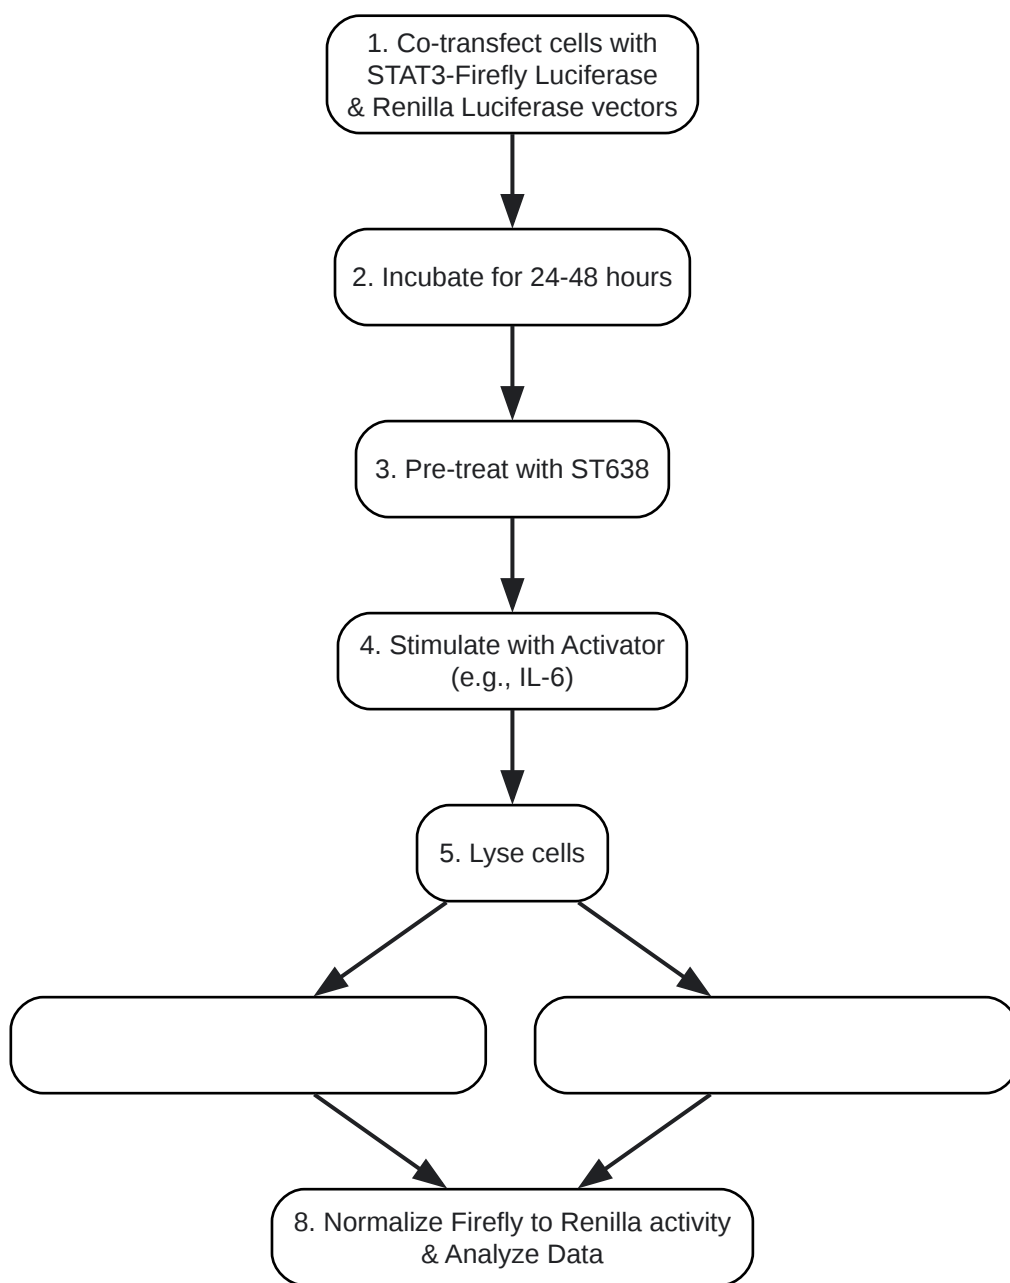 1. Co-transfect cells with
STAT3-Firefly Luciferase
& Renilla Luciferase vectors
2. Incubate for 24-48 hours
3. Pre-treat with ST638
4. Stimulate with Activator
(e.g., IL-6)
5. Lyse cells
8. Normalize Firefly to Renilla activity
& Analyze Data